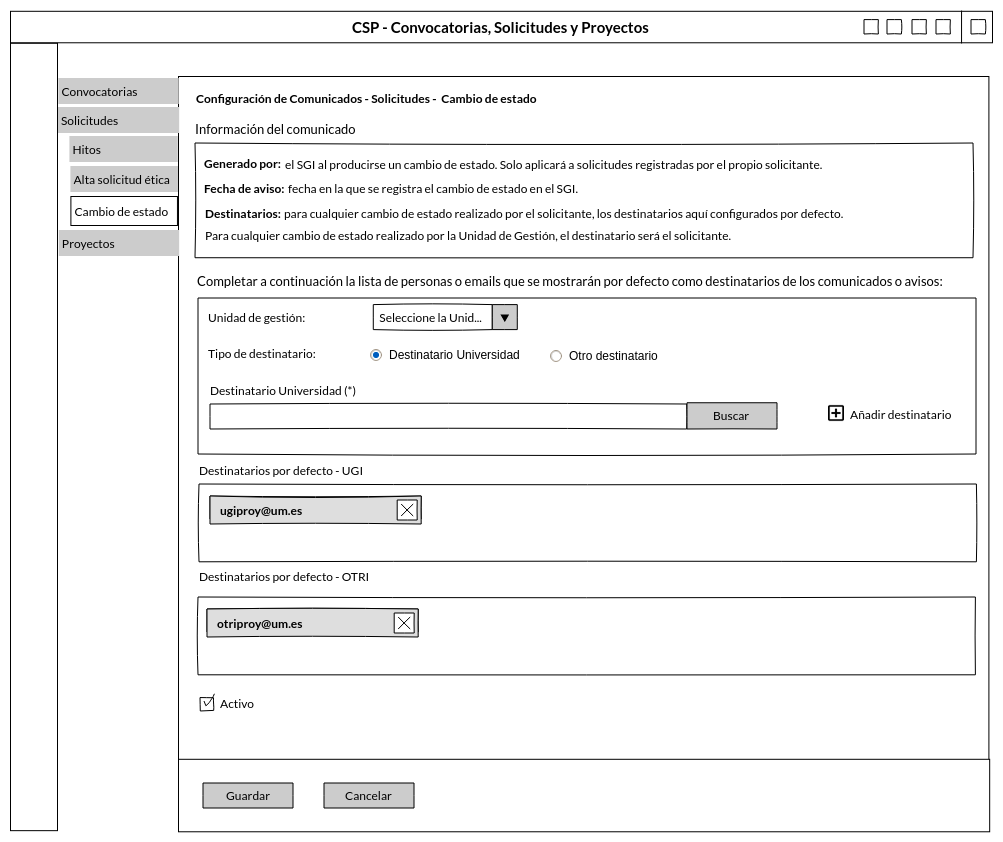 CSP - Convocatorias, Solicitudes y Proyectos
Convocatorias
Solicitudes
Hitos
Alta solicitud ética
Cambio de estado
Proyectos
Configuración de Comunicados - Solicitudes - Cambio de estado
Información del comunicado
Generado por: el SGI al producirse un cambio de estado. Solo aplicará a solicitudes registradas por el propio solicitante.
Fecha de aviso: fecha en la que se registra el cambio de estado en el SGI.
Destinatarios: para cualquier cambio de estado realizado por el solicitante, los destinatarios aquí configurados por defecto.
Para cualquier cambio de estado realizado por la Unidad de Gestión, el destinatario será el solicitante.
Completar a continuación la lista de personas o emails que se mostrarán por defecto como destinatarios de los comunicados o avisos:
Unidad de gestión: Seleccione la Unid...
Tipo de destinatario: Destinatario Universidad Otro destinatario
Destinatario Universidad (*)
Buscar Añadir destinatario
Destinatarios por defecto - UGI
ugiproy@um.es
Destinatarios por defecto - OTRI
otriproy@um.es
Activo
Guardar Cancelar